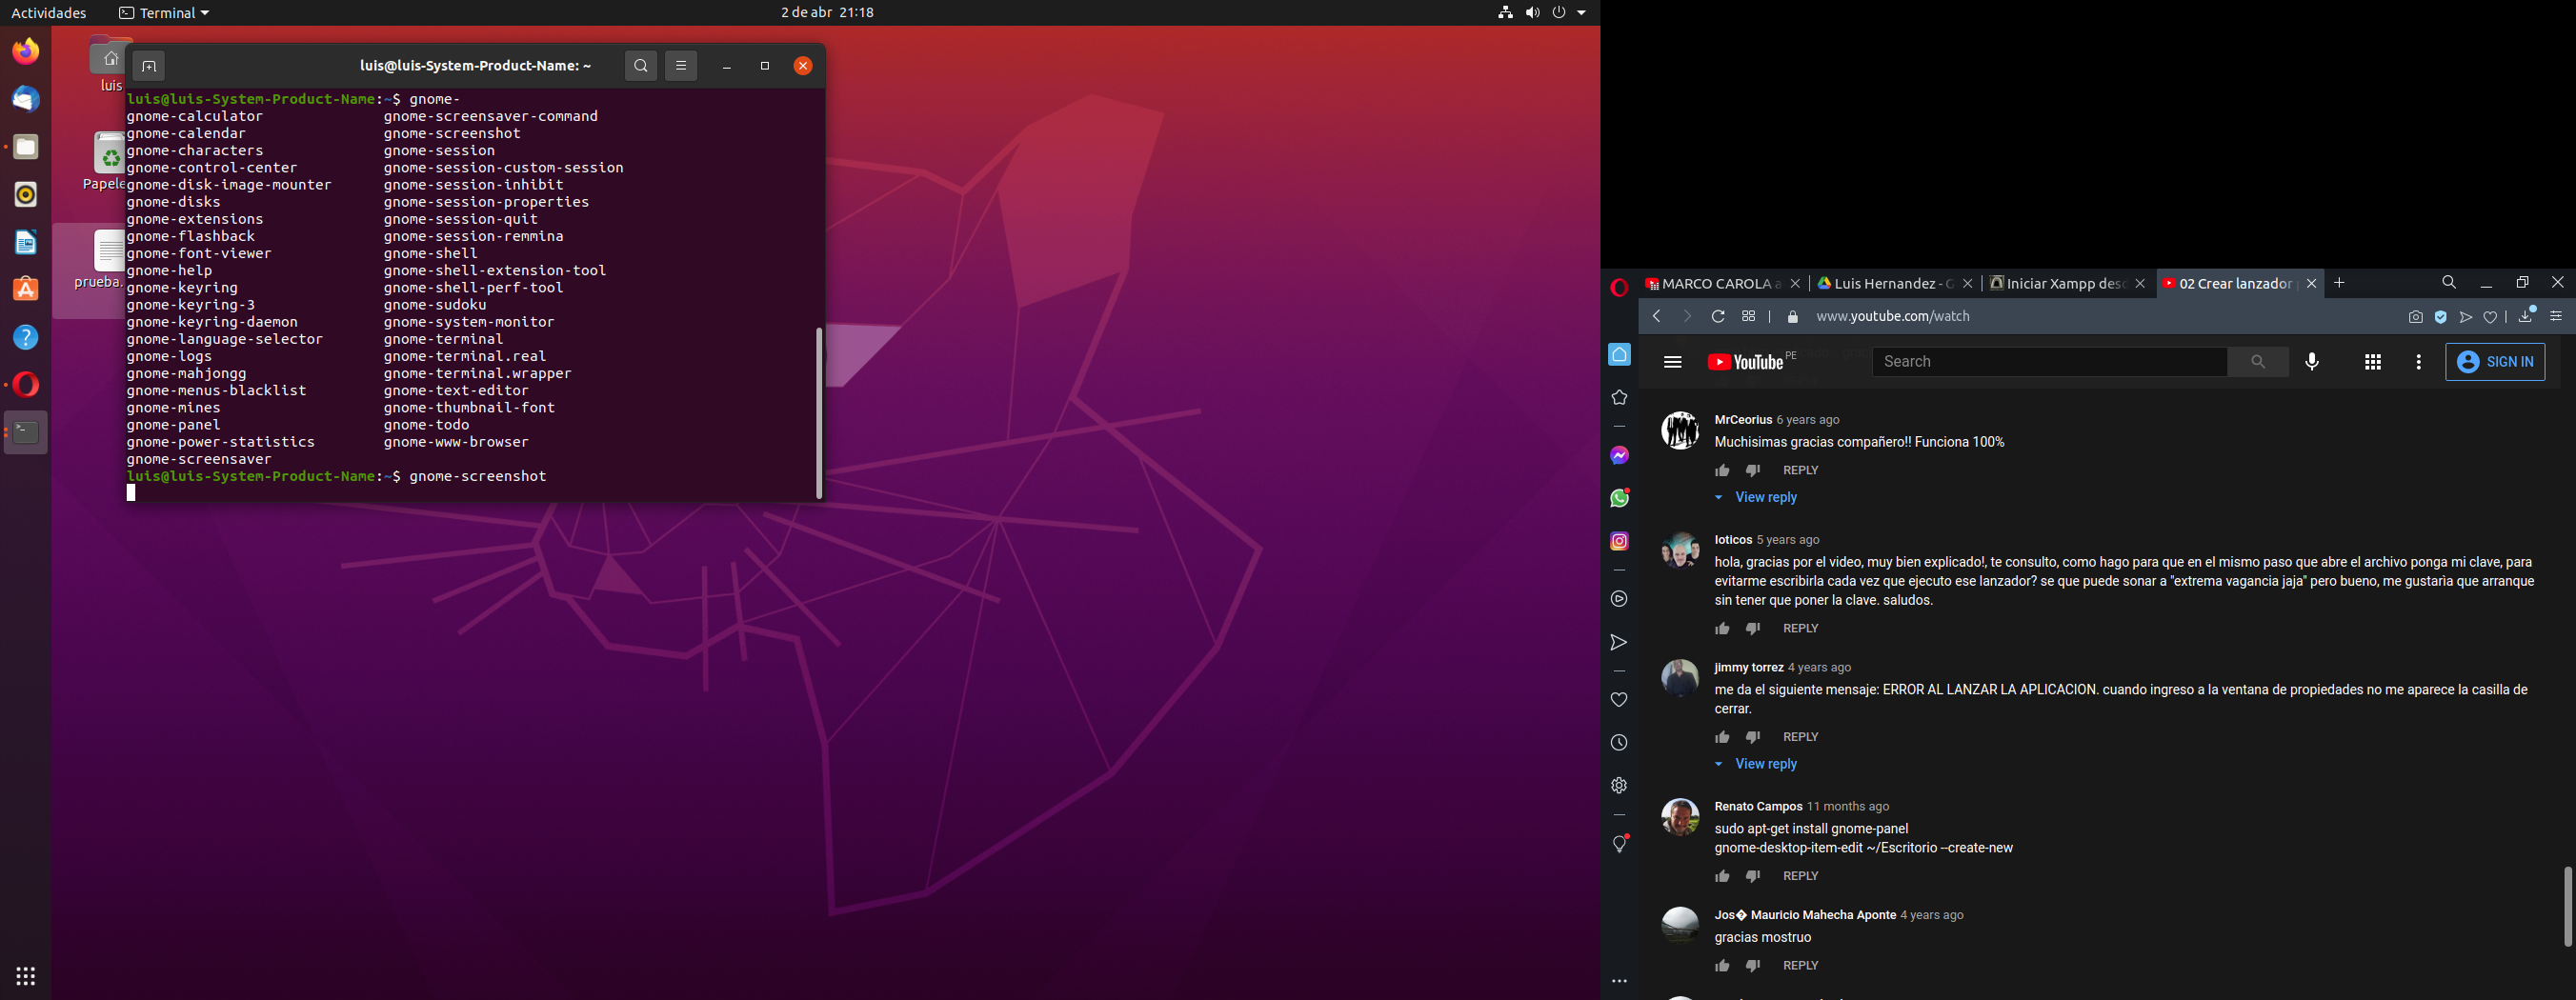 Actividades
Terminal
2 de abr 21:18
luis
Papele
prueba.
luis@luis-System-Product-Name: ~
luis@luis-System-Product-Name:~$ gnome-
gnome-calculator gnome-screensaver-command
gnome-calendar gnome-screenshot
gnome-characters gnome-session
gnome-control-center gnome-session-custom-session
gnome-disk-image-mounter gnome-session-inhibit
gnome-disks gnome-session-properties
gnome-extensions gnome-session-quit
gnome-flashback gnome-session-remmina
gnome-font-viewer gnome-shell
gnome-help gnome-shell-extension-tool
gnome-keyring gnome-shell-perf-tool
gnome-keyring-3 gnome-sudoku
gnome-keyring-daemon gnome-system-monitor
gnome-language-selector gnome-terminal
gnome-logs gnome-terminal.real
gnome-mahjongg gnome-terminal.wrapper
gnome-menus-blacklist gnome-text-editor
gnome-mines gnome-thumbnail-font
gnome-panel gnome-todo
gnome-power-statistics gnome-www-browser
gnome-screensaver
luis@luis-System-Product-Name:~$ gnome-screenshot
MARCO CAROLA a
Luis Hernandez - G
Iniciar Xampp desc
02 Crear lanzador
www.youtube.com/watch
YouTube PE
Search
SIGN IN
MrCeorius 6 years ago
Muchisimas gracias compañero!! Funciona 100%
REPLY
View reply
loticos 5 years ago
hola, gracias por el video, muy bien explicado!, te consulto, como hago para que en el mismo paso que abre el archivo ponga mi clave, para
evitarme escribirla cada vez que ejecuto ese lanzador? se que puede sonar a "extrema vagancia jaja" pero bueno, me gustarìa que arranque
sin tener que poner la clave. saludos.
REPLY
jimmy torrez 4 years ago
me da el siguiente mensaje: ERROR AL LANZAR LA APLICACION. cuando ingreso a la ventana de propiedades no me aparece la casilla de
cerrar.
REPLY
View reply
Renato Campos 11 months ago
sudo apt-get install gnome-panel
gnome-desktop-item-edit ~/Escritorio --create-new
REPLY
Jos� Mauricio Mahecha Aponte 4 years ago
gracias mostruo
REPLY